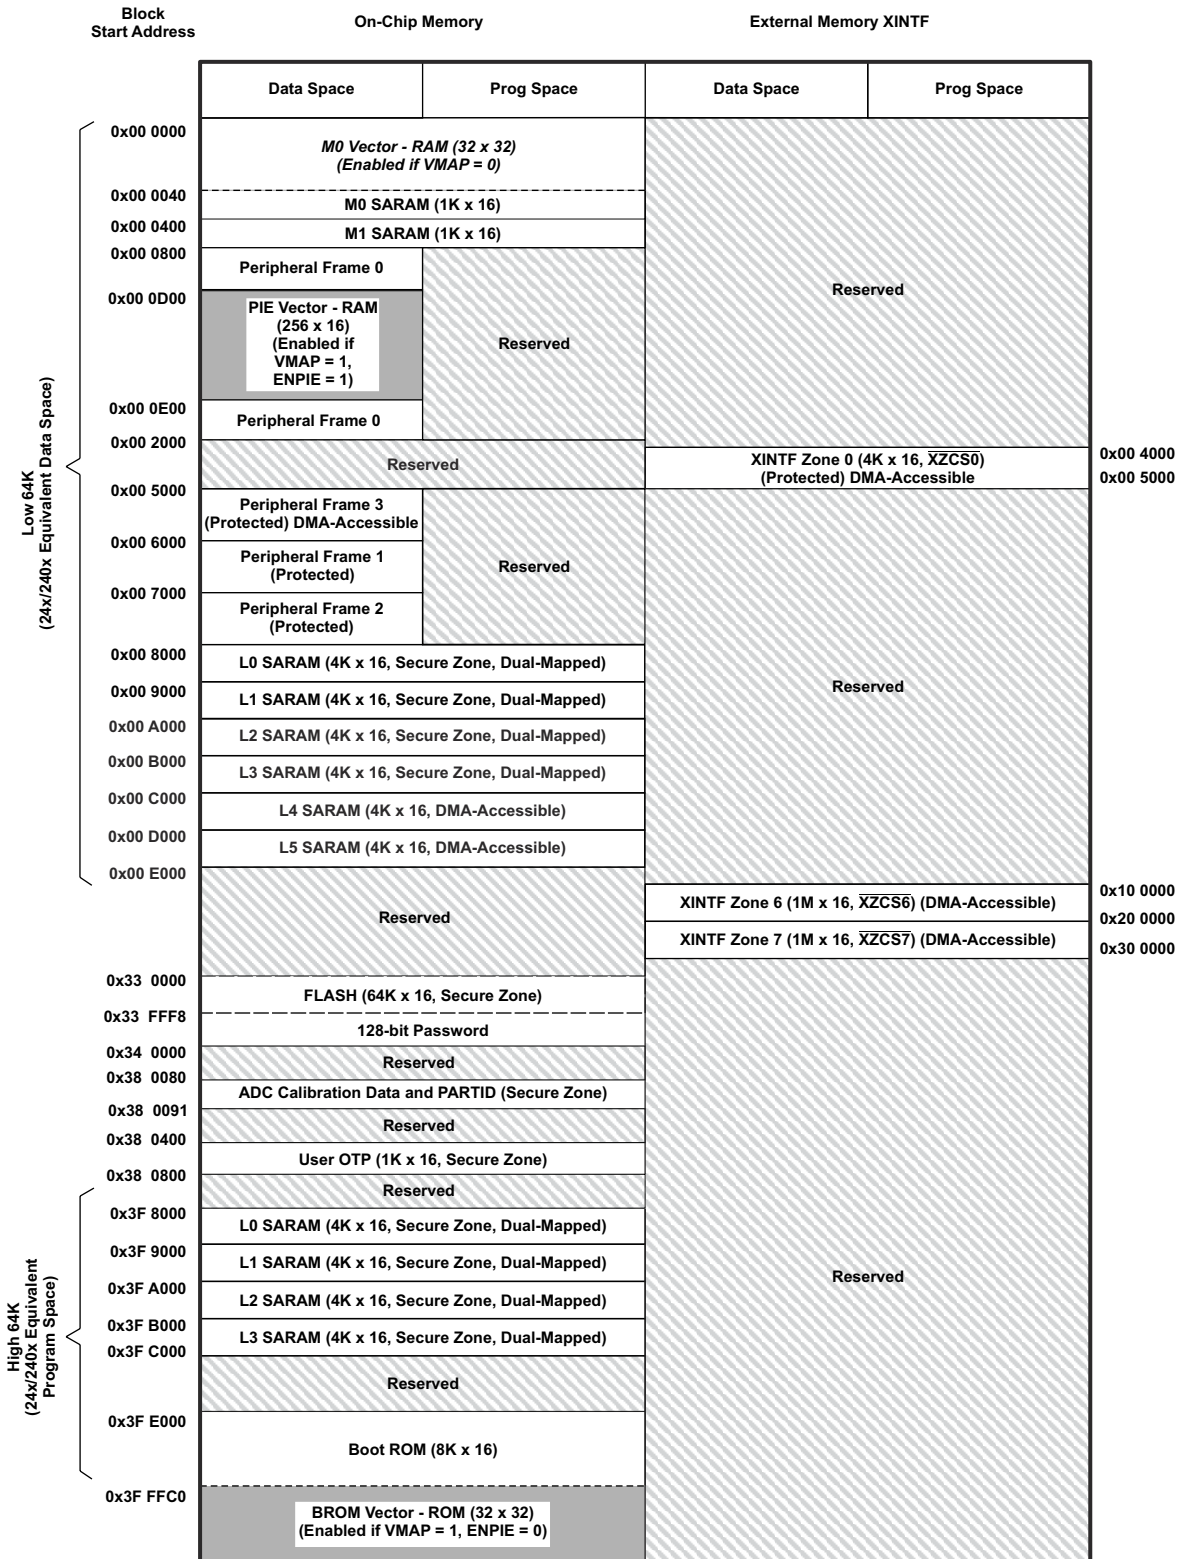 Block
Start Address
On-Chip Memory
External Memory XINTF
Data Space
Prog Space
Data Space
Prog Space
0x00 0000
M0 Vector - RAM (32 x 32)
(Enabled if VMAP = 0)
0x00 0040
M0 SARAM (1K x 16)
0x00 0400
M1 SARAM (1K x 16)
0x00 0800
Peripheral Frame 0
Reserved
0x00 0D00
PIE Vector - RAM
(256 x 16)
(Enabled if
VMAP = 1,
ENPIE = 1)
Reserved
0x00 0E00
Peripheral Frame 0
0x00 2000
Reserved
XINTF Zone 0 (4K x 16, XZCS0)
(Protected) DMA-Accessible
0x00 4000
0x00 5000
Low 64K
(24x/240x Equivalent Data Space)
0x00 5000
Peripheral Frame 3
(Protected) DMA-Accessible
0x00 6000
Peripheral Frame 1
(Protected)
Reserved
0x00 7000
Peripheral Frame 2
(Protected)
0x00 8000
L0 SARAM (4K x 16, Secure Zone, Dual-Mapped)
0x00 9000
L1 SARAM (4K x 16, Secure Zone, Dual-Mapped)
Reserved
0x00 A000
L2 SARAM (4K x 16, Secure Zone, Dual-Mapped)
0x00 B000
L3 SARAM (4K x 16, Secure Zone, Dual-Mapped)
0x00 C000
L4 SARAM (4K x 16, DMA-Accessible)
0x00 D000
L5 SARAM (4K x 16, DMA-Accessible)
0x00 E000
Reserved
XINTF Zone 6 (1M x 16, XZCS6) (DMA-Accessible)
0x10 0000
0x20 0000
XINTF Zone 7 (1M x 16, XZCS7) (DMA-Accessible)
0x30 0000
0x33 0000
FLASH (64K x 16, Secure Zone)
0x33 FFF8
128-bit Password
0x34 0000
Reserved
0x38 0080
ADC Calibration Data and PARTID (Secure Zone)
0x38 0091
Reserved
0x38 0400
User OTP (1K x 16, Secure Zone)
0x38 0800
Reserved
0x3F 8000
L0 SARAM (4K x 16, Secure Zone, Dual-Mapped)
0x3F 9000
L1 SARAM (4K x 16, Secure Zone, Dual-Mapped)
Reserved
0x3F A000
L2 SARAM (4K x 16, Secure Zone, Dual-Mapped)
0x3F B000
L3 SARAM (4K x 16, Secure Zone, Dual-Mapped)
0x3F C000
High 64K
(24x/240x Equivalent
Program Space)
Reserved
0x3F E000
Boot ROM (8K x 16)
0x3F FFC0
BROM Vector - ROM (32 x 32)
(Enabled if VMAP = 1, ENPIE = 0)